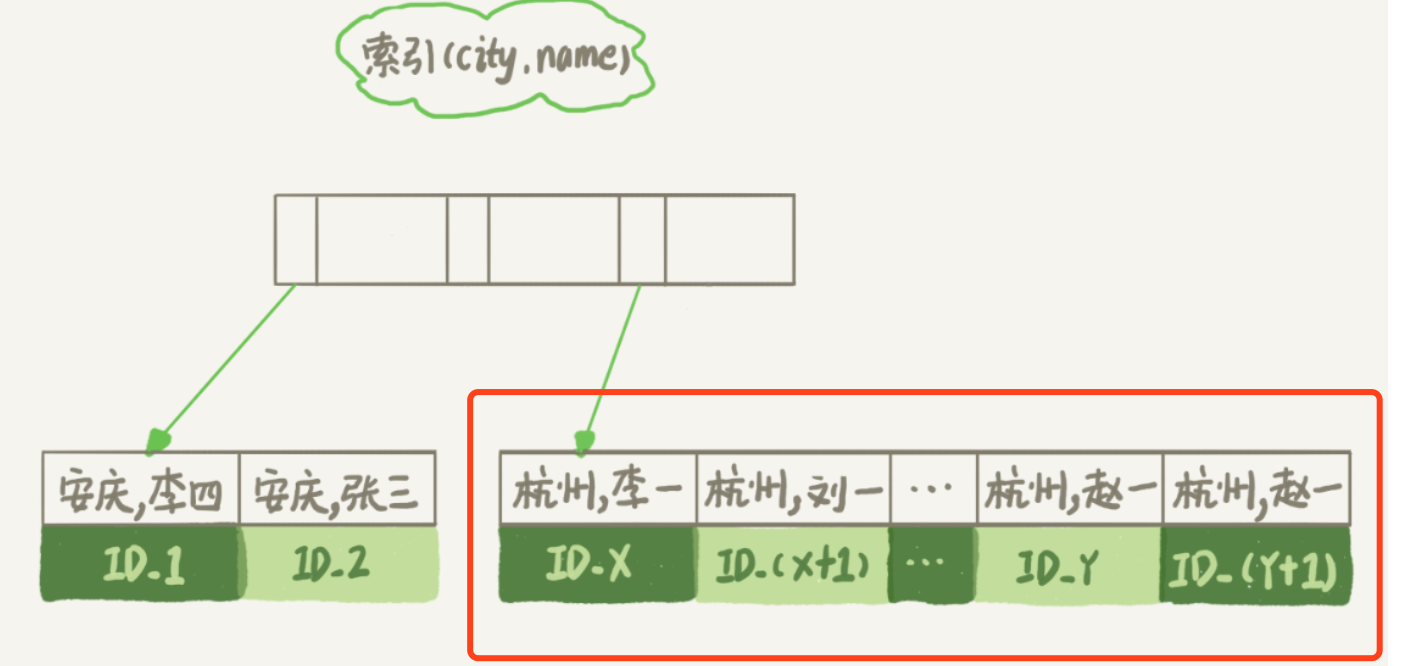 索引(city,name)
安庆,李四 安庆,张三 杭州,李一 杭州,刘一 ... 杭州,赵一 杭州,赵一
ID_1 ID_2 ID_X ID_(X+1) ... ID_Y ID_(Y+1)